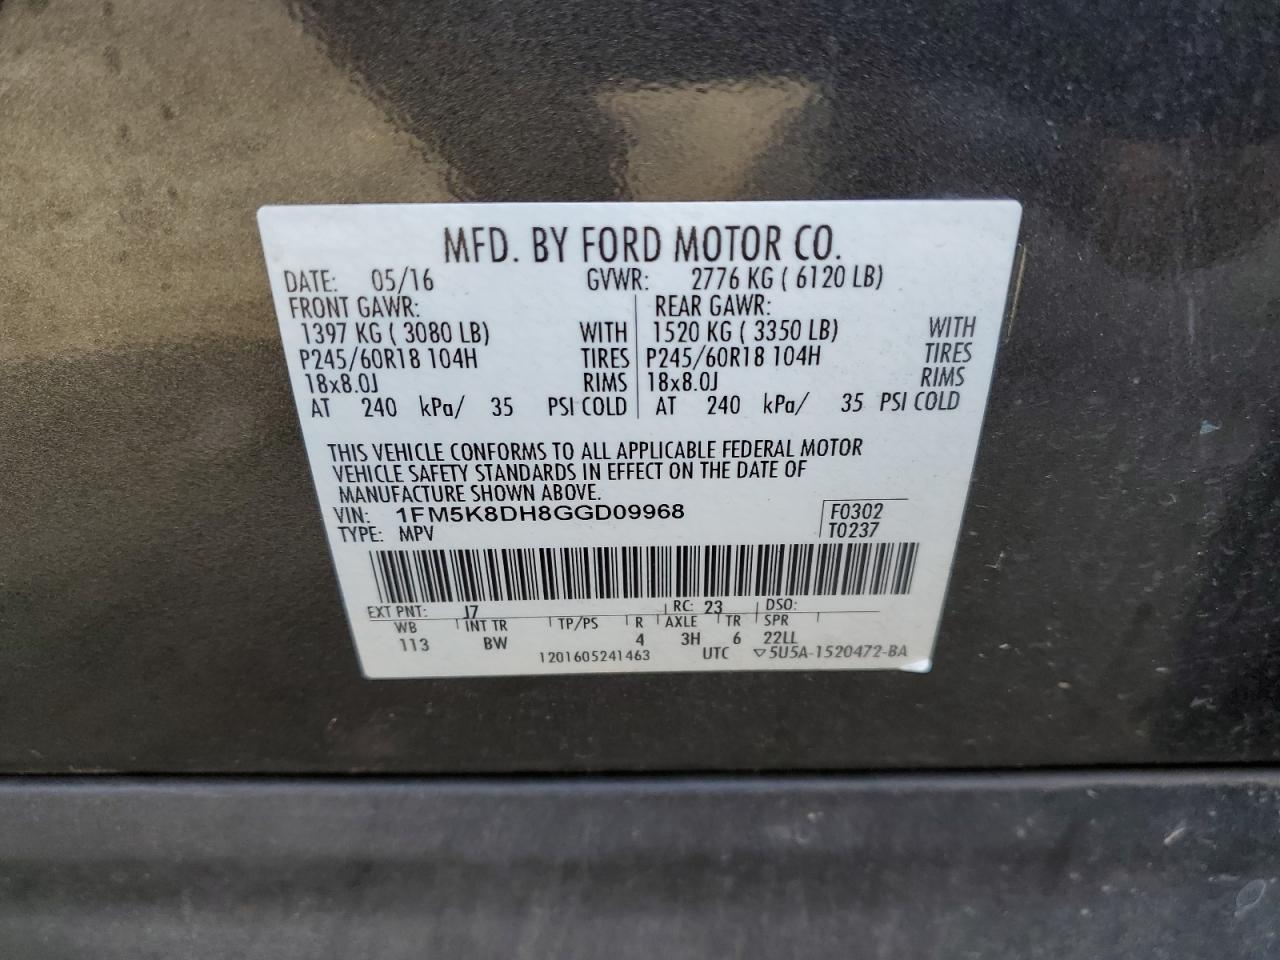 MFD. BY FORD MOTOR CO.
DATE: 05/16 GVWR: 2776 KG ( 6120 LB)
FRONT GAWR: REAR GAWR:
1397 KG ( 3080 LB) WITH 1520 KG ( 3350 LB) WITH
P245/60R18 104H TIRES P245/60R18 104H TIRES
18x8.0J RIMS 18x8.0J RIMS
AT 240 kPa/ 35 PSI COLD AT 240 kPa/ 35 PSI COLD
THIS VEHICLE CONFORMS TO ALL APPLICABLE FEDERAL MOTOR
VEHICLE SAFETY STANDARDS IN EFFECT ON THE DATE OF
MANUFACTURE SHOWN ABOVE.
VIN: 1FM5K8DH8GGD09968 F0302
TYPE: MPV T0237
EXT PNT: J7 RC: 23 DSO:
WB INT TR TP/PS R AXLE TR SPR
113 BW 4 3H 6 22LL
1201605241463 UTC ▽5U5A-1520472-BA